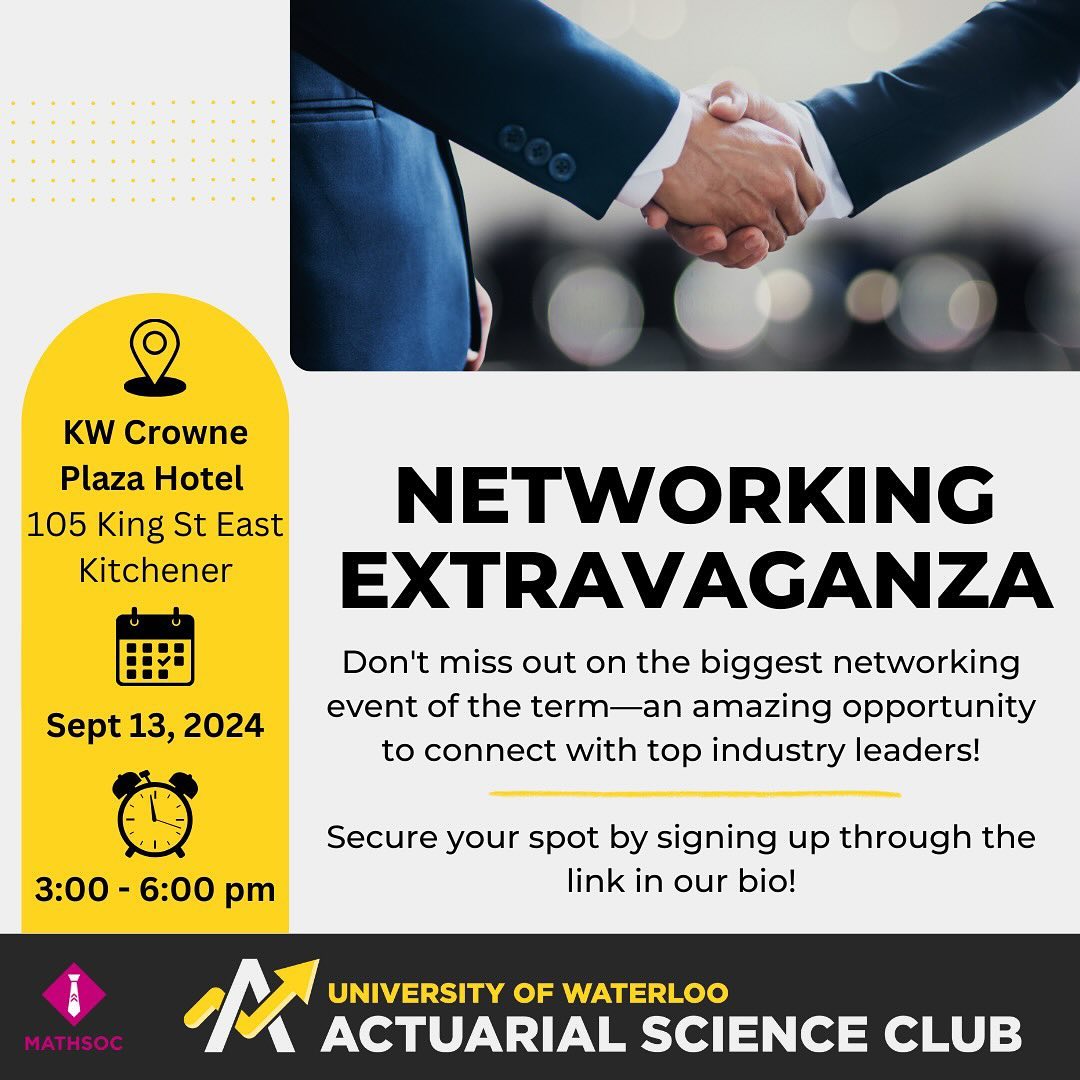 KW Crowne
Plaza Hotel
105 King St East
Kitchener
Sept 13, 2024
3:00 - 6:00 pm
NETWORKING
EXTRAVAGANZA
Don't miss out on the biggest networking
event of the term—an amazing opportunity
to connect with top industry leaders!
Secure your spot by signing up through the
link in our bio!
MATHSOC
UNIVERSITY OF WATERLOO
ACTUARIAL SCIENCE CLUB